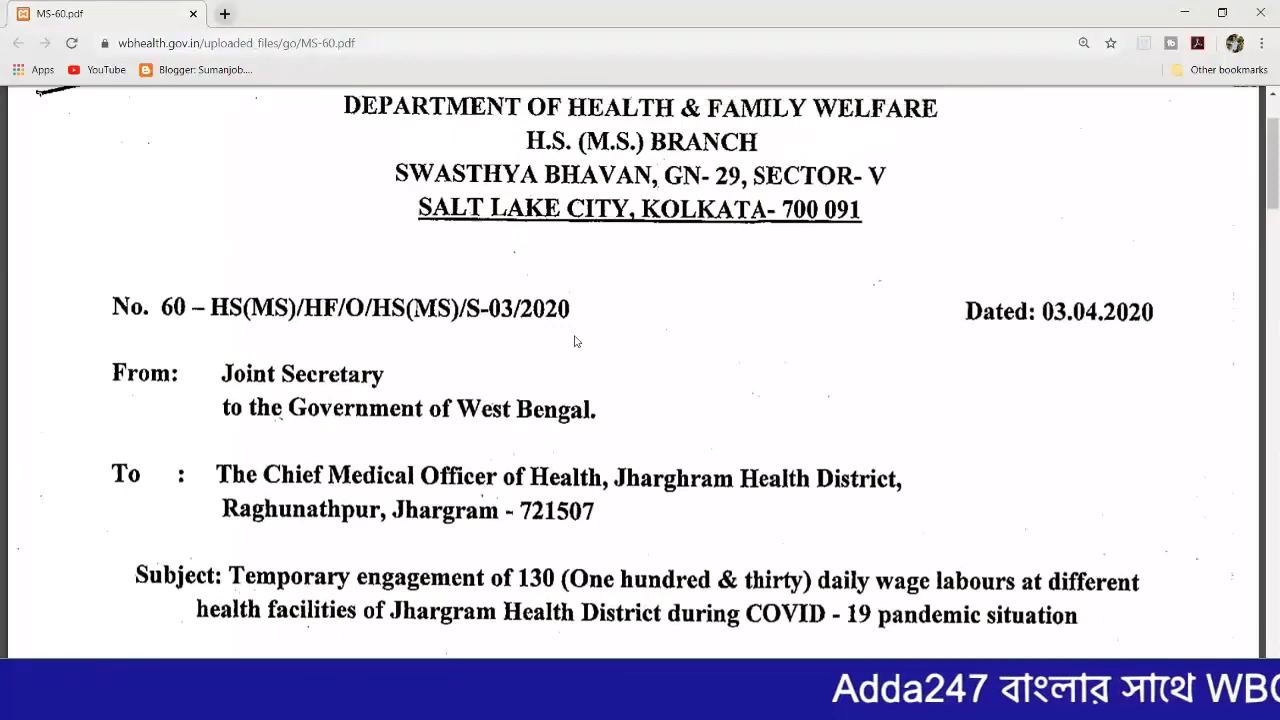 MS-60.pdf
wbhealth.gov.in/uploaded_files/go/MS-60.pdf
Apps YouTube Blogger: Sumanjob.... Other bookmarks
DEPARTMENT OF HEALTH & FAMILY WELFARE
H.S. (M.S.) BRANCH
SWASTHYA BHAVAN, GN- 29, SECTOR- V
SALT LAKE CITY, KOLKATA- 700 091
No. 60 – HS(MS)/HF/O/HS(MS)/S-03/2020 Dated: 03.04.2020
From: Joint Secretary
to the Government of West Bengal.
To : The Chief Medical Officer of Health, Jharghram Health District,
Raghunathpur, Jhargram - 721507
Subject: Temporary engagement of 130 (One hundred & thirty) daily wage labours at different
health facilities of Jhargram Health District during COVID - 19 pandemic situation
Adda247 বাংলার সাথে WBC